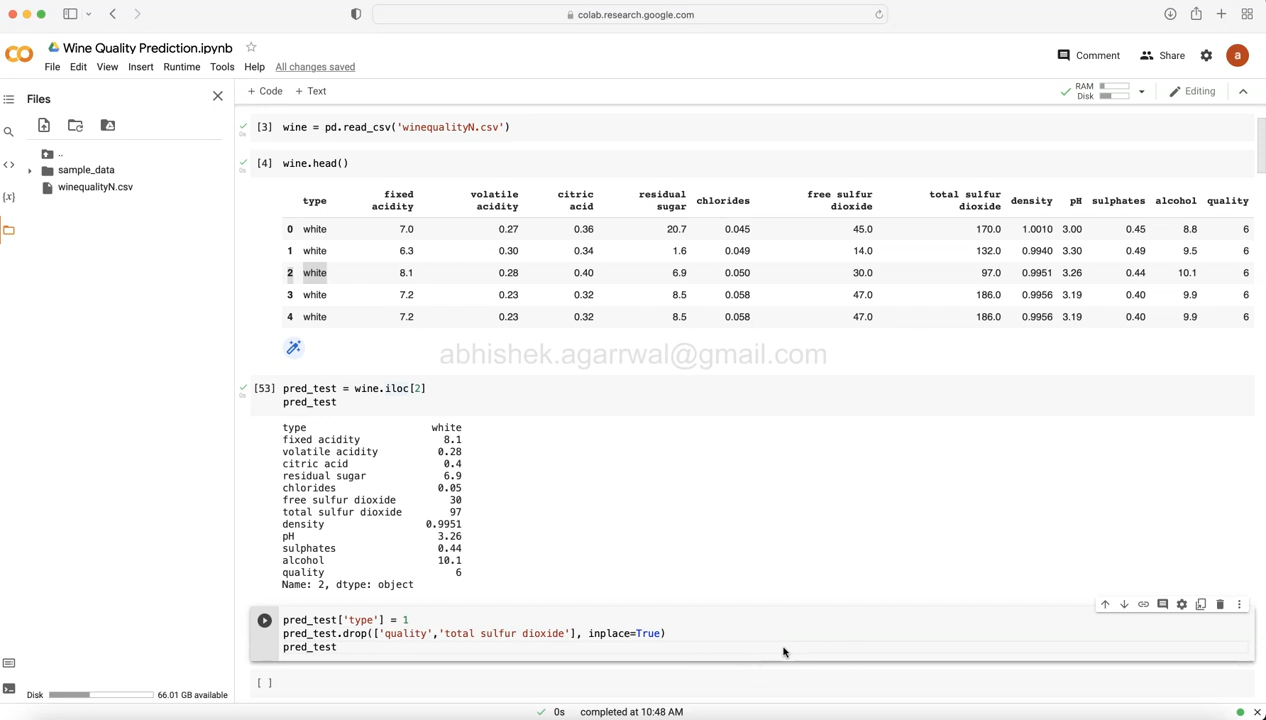 colab.research.google.com
Wine Quality Prediction.ipynb
File Edit View Insert Runtime Tools Help All changes saved
Comment Share a
Files
+ Code + Text
RAM
Disk
Editing
..
sample_data
winequalityN.csv
{x}
[3] wine = pd.read_csv('winequalityN.csv')
0s
[4] wine.head()
0s
type fixed acidity volatile acidity citric acid residual sugar chlorides free sulfur dioxide total sulfur dioxide density pH sulphates alcohol quality
0 white 7.0 0.27 0.36 20.7 0.045 45.0 170.0 1.0010 3.00 0.45 8.8 6
1 white 6.3 0.30 0.34 1.6 0.049 14.0 132.0 0.9940 3.30 0.49 9.5 6
2 white 8.1 0.28 0.40 6.9 0.050 30.0 97.0 0.9951 3.26 0.44 10.1 6
3 white 7.2 0.23 0.32 8.5 0.058 47.0 186.0 0.9956 3.19 0.40 9.9 6
4 white 7.2 0.23 0.32 8.5 0.058 47.0 186.0 0.9956 3.19 0.40 9.9 6
abhishek.agarrwal@gmail.com
[53] pred_test = wine.iloc[2]
0s
pred_test
type white
fixed acidity 8.1
volatile acidity 0.28
citric acid 0.4
residual sugar 6.9
chlorides 0.05
free sulfur dioxide 30
total sulfur dioxide 97
density 0.9951
pH 3.26
sulphates 0.44
alcohol 10.1
quality 6
Name: 2, dtype: object
pred_test['type'] = 1
pred_test.drop(['quality','total sulfur dioxide'], inplace=True)
pred_test
[ ]
Disk 66.01 GB available
0s completed at 10:48 AM